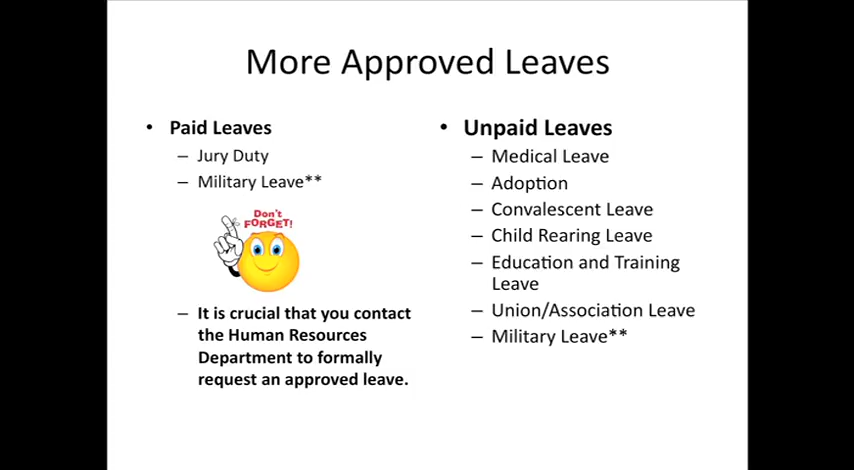 More Approved Leaves
• Paid Leaves
– Jury Duty
– Military Leave**
Don't
FORGET!
– It is crucial that you contact
the Human Resources
Department to formally
request an approved leave.
• Unpaid Leaves
– Medical Leave
– Adoption
– Convalescent Leave
– Child Rearing Leave
– Education and Training
Leave
– Union/Association Leave
– Military Leave**